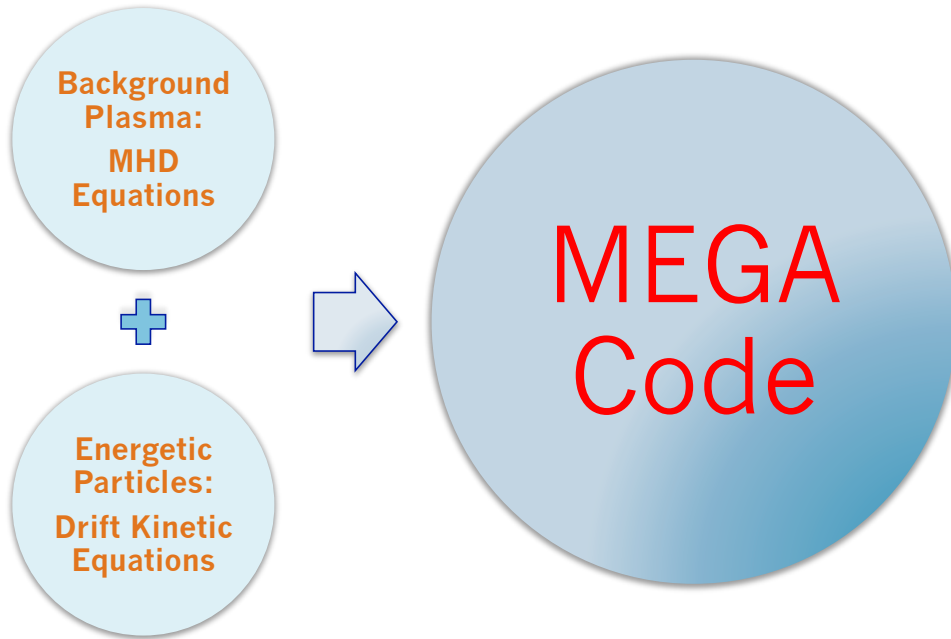 Background
Plasma:
MHD
Equations
Energetic
Particles:
Drift Kinetic
Equations
MEGA
Code